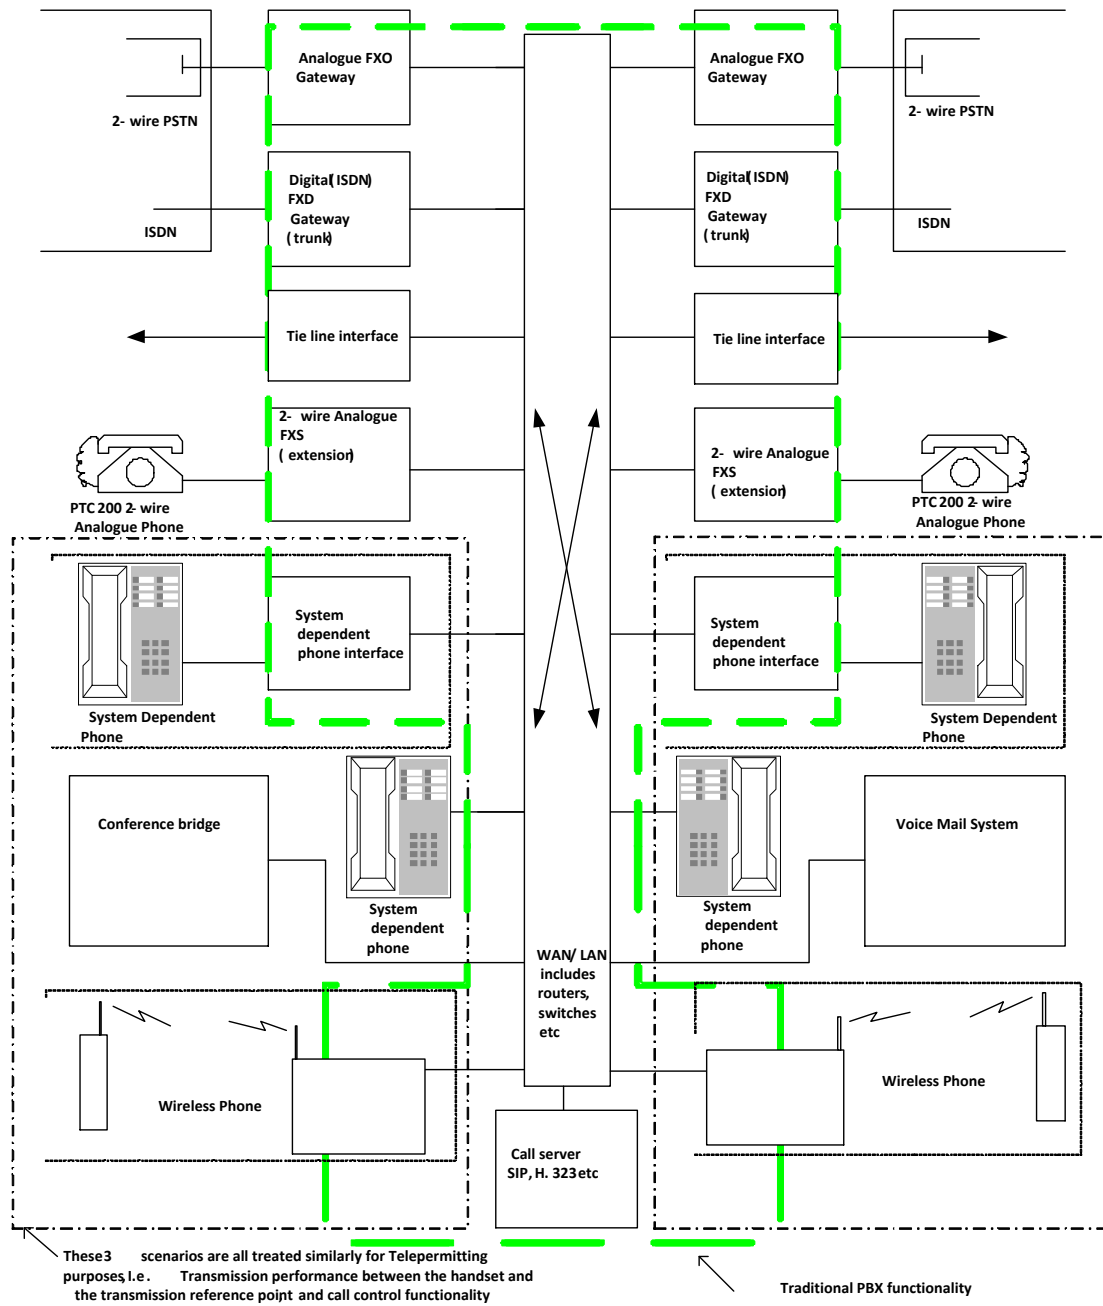 Analogue FXO
Gateway
Analogue FXO
Gateway
2- wire PSTN
2- wire PSTN
Digital(ISDN)
FXD
Gateway
( trunk)
Digital(ISDN)
FXD
Gateway
( trunk)
ISDN
ISDN
Tie line interface
Tie line interface
2- wire Analogue
FXS
( extension)
2- wire Analogue
FXS
( extension)
PTC 200 2- wire
Analogue Phone
PTC 200 2- wire
Analogue Phone
System
dependent
phone interface
System
dependent
phone interface
System Dependent
Phone
System Dependent
Phone
Conference bridge
Voice Mail System
System
dependent
phone
System
dependent
phone
WAN/ LAN
includes
routers,
switches
etc
Wireless Phone
Wireless Phone
Call server
SIP, H. 323 etc
These 3 scenarios are all treated similarly for Telepermitting
purposes, I.e . Transmission performance between the handset and
the transmission reference point and call control functionality
Traditional PBX functionality